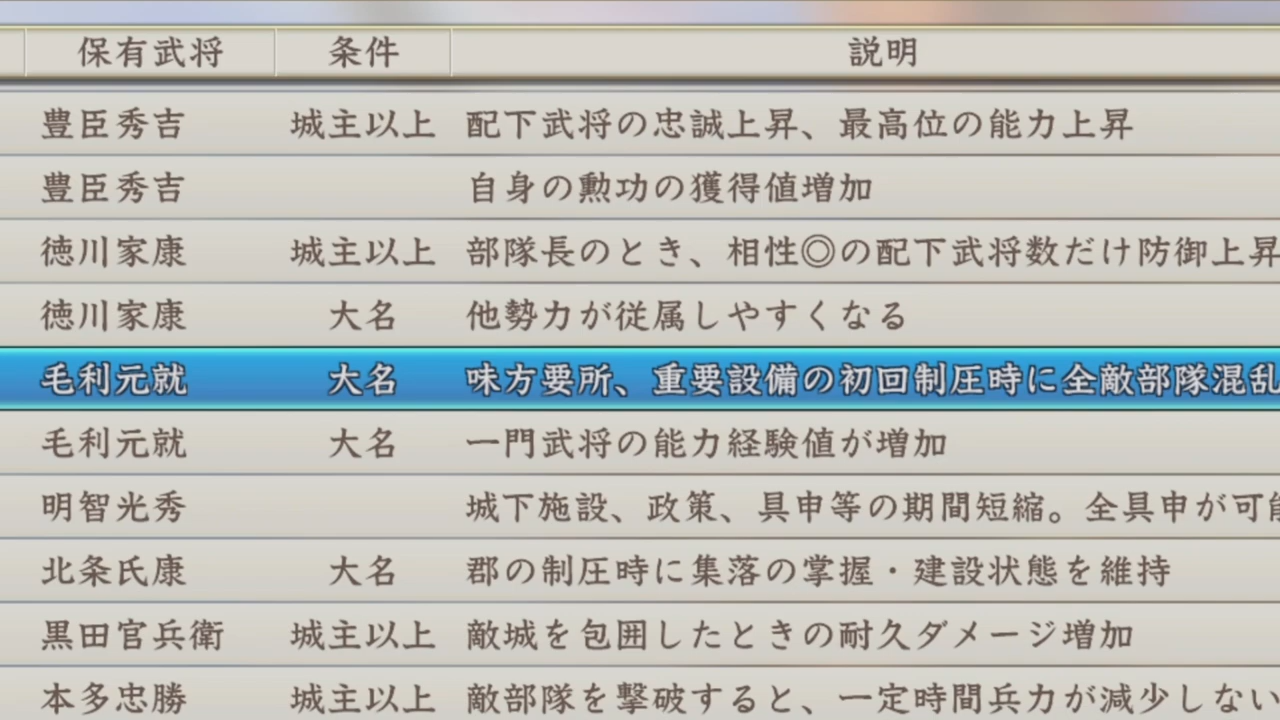 保有武将 条件 説明
豊臣秀吉 城主以上 配下武将の忠誠上昇、最高位の能力上昇
豊臣秀吉 自身の勲功の獲得値増加
徳川家康 城主以上 部隊長のとき、相性◎の配下武将数だけ防御上昇
徳川家康 大名 他勢力が従属しやすくなる
毛利元就 大名 味方要所、重要設備の初回制圧時に全敵部隊混乱
毛利元就 大名 一門武将の能力経験値が増加
明智光秀 城下施設、政策、具申等の期間短縮。全具申が可能
北条氏康 大名 郡の制圧時に集落の掌握・建設状態を維持
黒田官兵衛 城主以上 敵城を包囲したときの耐久ダメージ増加
本多忠勝 城主以上 敵部隊を撃破すると、一定時間兵力が減少しない